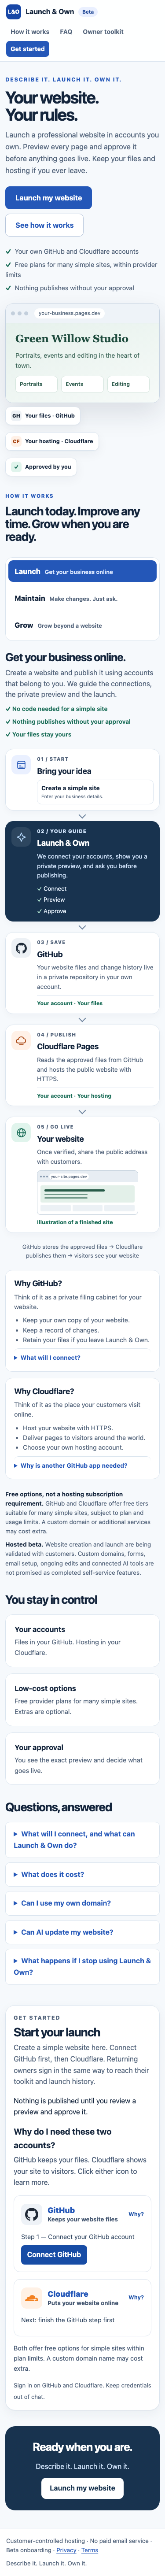 L&O Launch & Own Beta
How it works FAQ Owner toolkit
Get started
DESCRIBE IT. LAUNCH IT. OWN IT.
Your website.
Your rules.
Launch a professional website in accounts you
own. Preview every page and approve it
before anything goes live. Keep your files and
hosting if you leave.
Launch my website
See how it works
✓ Your own GitHub and Cloudflare accounts
✓ Free plans for many simple sites, within provider
limits
✓ Nothing publishes without your approval
your-business.pages.dev
Green Willow Studio
Portraits, events and editing in the heart of
town.
Portraits Events Editing
GH Your files · GitHub
CF Your hosting · Cloudflare
✓ Approved by you
HOW IT WORKS
Launch today. Improve any
time. Grow when you are
ready.
Launch Get your business online
Maintain Make changes. Just ask.
Grow Grow beyond a website
Get your business online.
Create a website and publish it using accounts
that belong to you. We guide the connections,
the private preview and the launch.
✓ No code needed for a simple site
✓ Nothing publishes without your approval
✓ Your files stay yours
01 / START
Bring your idea
Create a simple site
Enter your business details.
02 / YOUR GUIDE
Launch & Own
We connect your accounts, show you a
private preview, and ask you before
publishing.
✓ Connect
✓ Preview
✓ Approve
03 / SAVE
GitHub
Your website files and change history live
in a private repository in your own
account.
Your account · Your files
04 / PUBLISH
Cloudflare Pages
Reads the approved files from GitHub
and hosts the public website with
HTTPS.
Your account · Your hosting
05 / GO LIVE
Your website
Once verified, share the public address
with customers.
your-site.pages.dev
Illustration of a finished site
GitHub stores the approved files → Cloudflare
publishes them → visitors see your website
Why GitHub?
Think of it as a private filing cabinet for your
website.
• Keep your own copy of your website.
• Keep a record of changes.
• Retain your files if you leave Launch & Own.
▶ What will I connect?
Why Cloudflare?
Think of it as the place your customers visit
online.
• Host your website with HTTPS.
• Deliver pages to visitors around the world.
• Choose your own hosting account.
▶ Why is another GitHub app needed?
Free options, not a hosting subscription
requirement. GitHub and Cloudflare offer free tiers
suitable for many simple sites, subject to plan and
usage limits. A custom domain or additional services
may cost extra.
Hosted beta. Website creation and launch are being
validated with customers. Custom domains, forms,
email setup, ongoing edits and connected AI tools are
not promised as completed self-service features.
You stay in control
Your accounts
Files in your GitHub. Hosting in your
Cloudflare.
Low-cost options
Free provider plans for many simple sites.
Extras are optional.
Your approval
You see the exact preview and decide what
goes live.
Questions, answered
▶ What will I connect, and what can
Launch & Own do?
▶ What does it cost?
▶ Can I use my own domain?
▶ Can AI update my website?
▶ What happens if I stop using Launch &
Own?
GET STARTED
Start your launch
Create a simple website here. Connect
GitHub first, then Cloudflare. Returning
owners sign in the same way to reach their
toolkit and launch history.
Nothing is published until you review a
preview and approve it.
Why do I need these two
accounts?
GitHub keeps your files. Cloudflare shows
your site to visitors. Click either icon to
learn more.
GitHub
Keeps your website files
Why?
Step 1 — Connect your GitHub account
Connect GitHub
Cloudflare
Puts your website online
Why?
Next: finish the GitHub step first
Both offer free options for simple sites within
plan limits. A custom domain name may cost
extra.
Sign in on GitHub and Cloudflare. Keep credentials
out of chat.
Ready when you are.
Describe it. Launch it. Own it.
Launch my website
Customer-controlled hosting · No paid email service ·
Beta onboarding · Privacy · Terms
Describe it. Launch it. Own it.